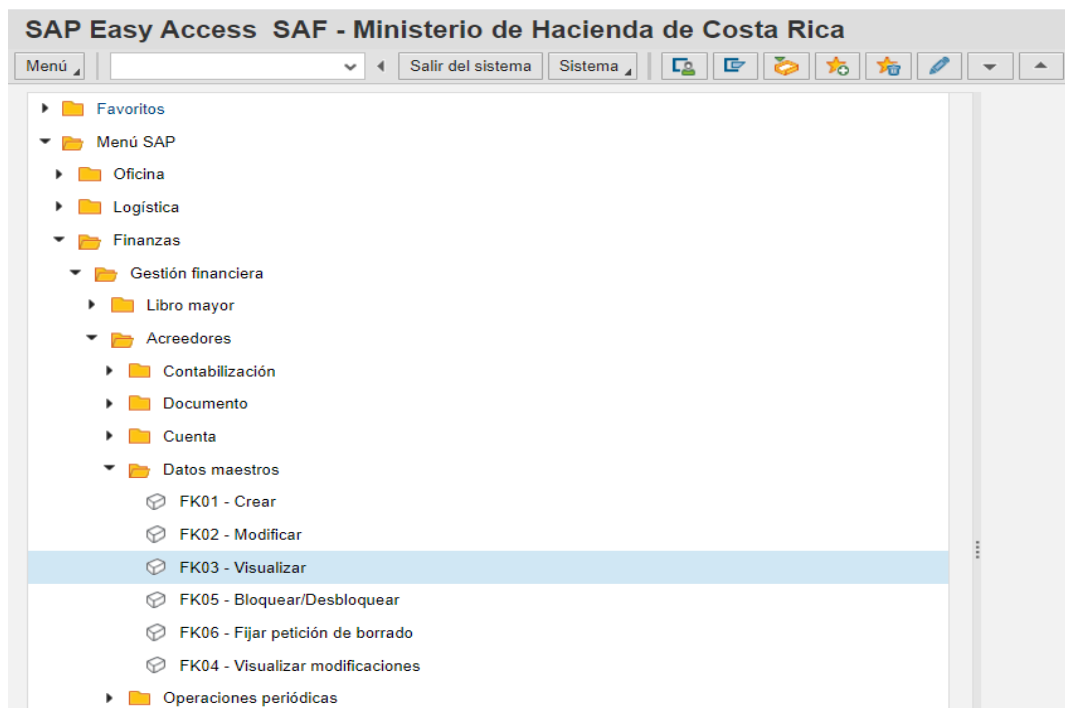 SAP Easy Access SAF - Ministerio de Hacienda de Costa Rica
Menú Salir del sistema Sistema
Favoritos
Menú SAP
Oficina
Logística
Finanzas
Gestión financiera
Libro mayor
Acreedores
Contabilización
Documento
Cuenta
Datos maestros
FK01 - Crear
FK02 - Modificar
FK03 - Visualizar
FK05 - Bloquear/Desbloquear
FK06 - Fijar petición de borrado
FK04 - Visualizar modificaciones
Operaciones periódicas